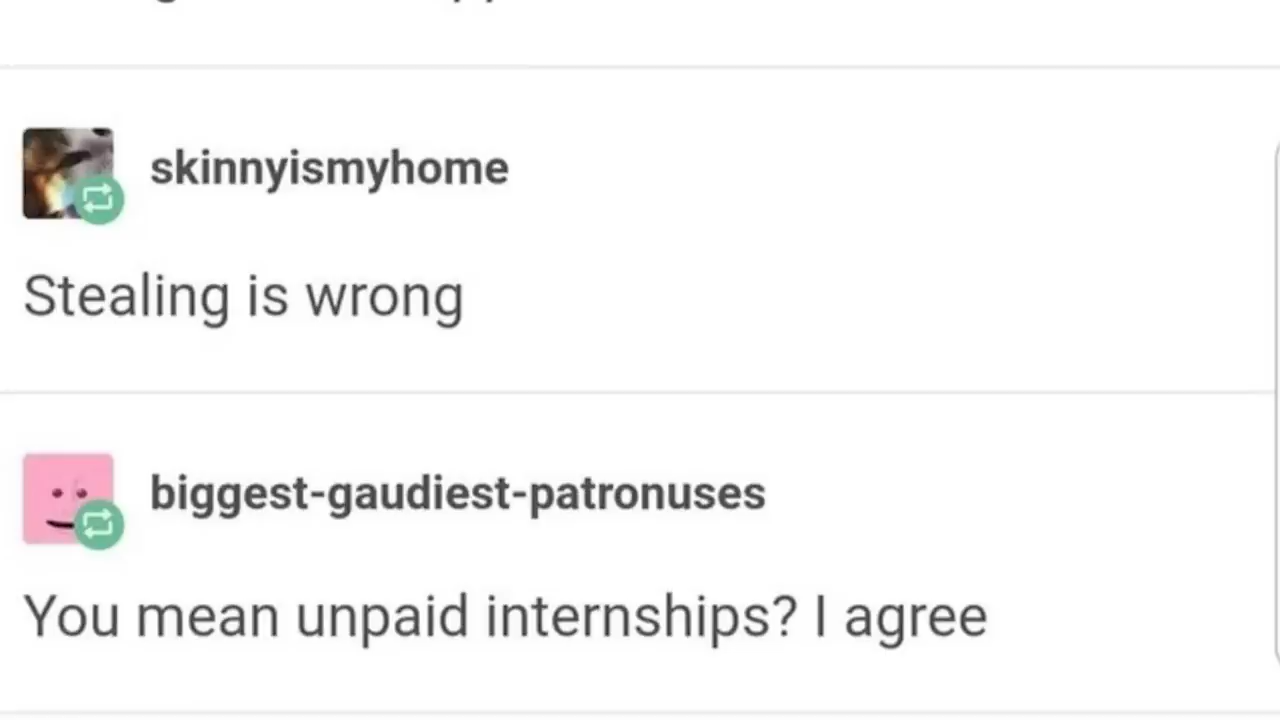 skinnyismyhome
Stealing is wrong
biggest-gaudiest-patronuses
You mean unpaid internships? I agree